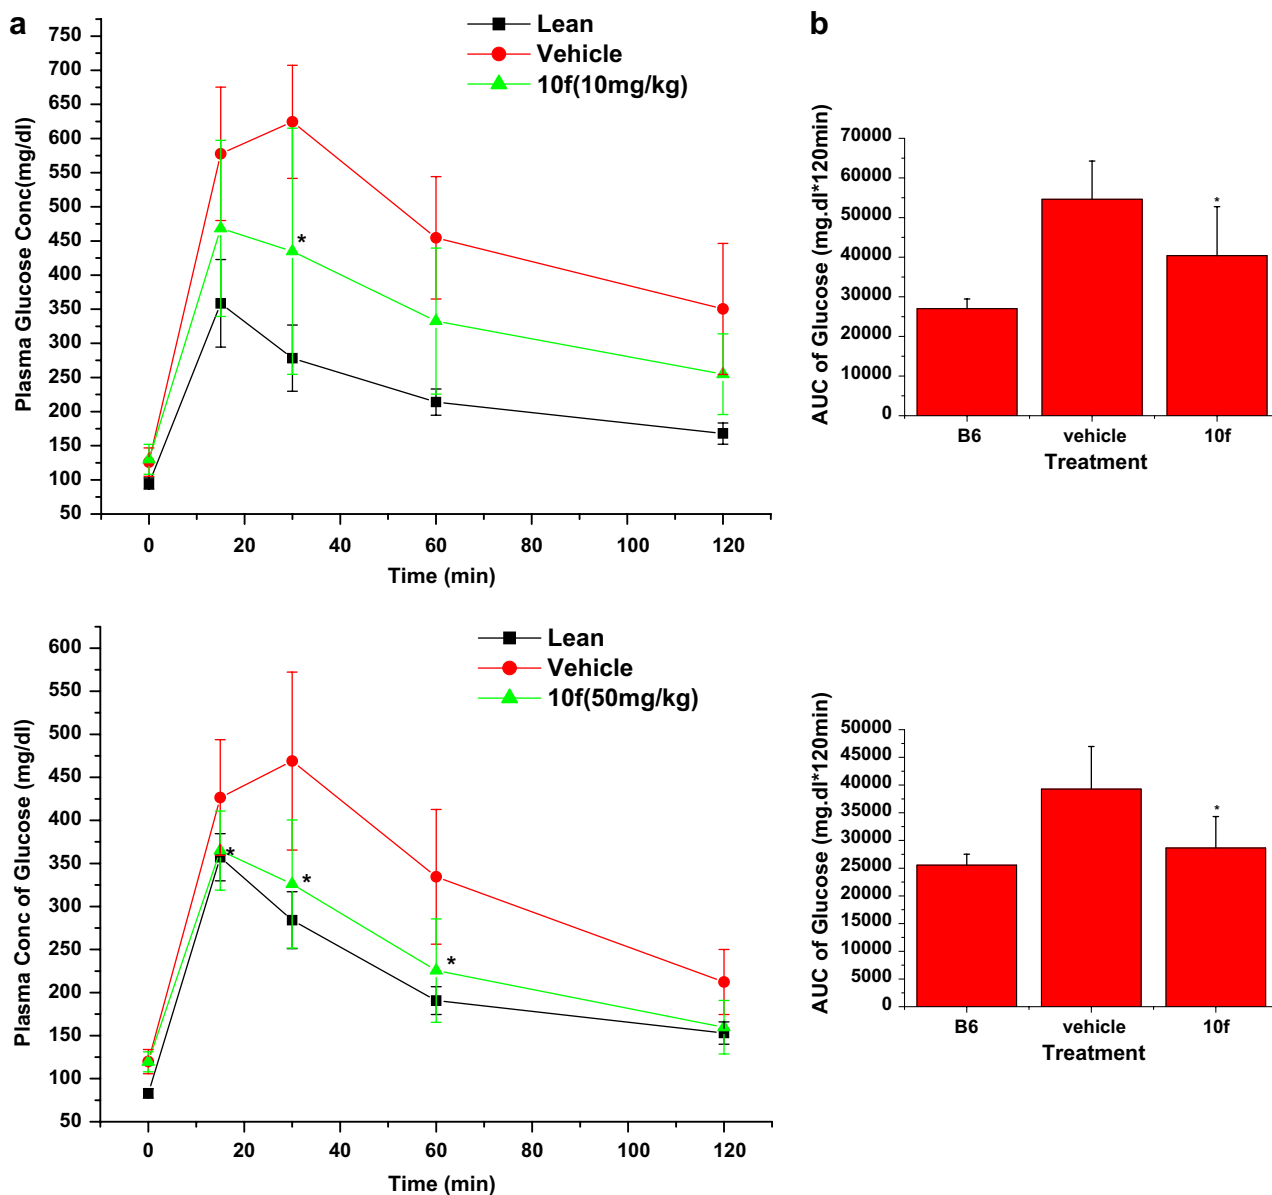 a
Lean
Vehicle
10f(10mg/kg)
Plasma Glucose Conc(mg/dl)
750
700
650
600
550
500
450
400
350
300
250
200
150
100
50
*
0 20 40 60 80 100 120
Time (min)
b
AUC of Glucose (mg.dl*120min)
70000
60000
50000
40000
30000
20000
10000
0
*
B6 vehicle 10f
Treatment
Lean
Vehicle
10f(50mg/kg)
Plasma Conc of Glucose (mg/dl)
600
550
500
450
400
350
300
250
200
150
100
50
*
*
*
0 20 40 60 80 100 120
Time (min)
AUC of Glucose (mg.dl*120min)
50000
45000
40000
35000
30000
25000
20000
15000
10000
5000
0
*
B6 vehicle 10f
Treatment